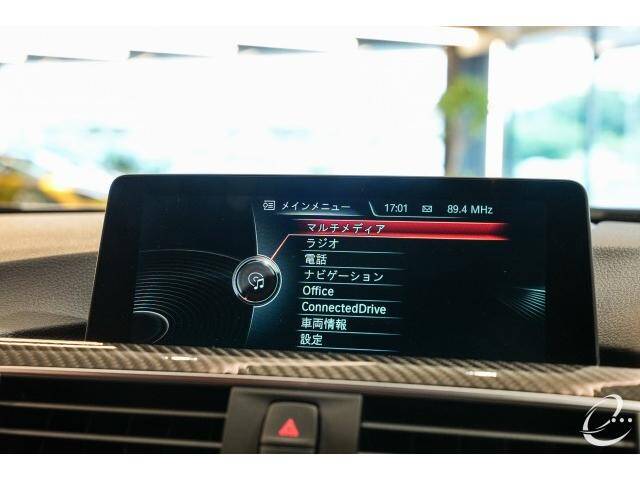 メインメニュー 17:01 89.4 MHz
マルチメディア
ラジオ
電話
ナビゲーション
Office
ConnectedDrive
車両情報
設定